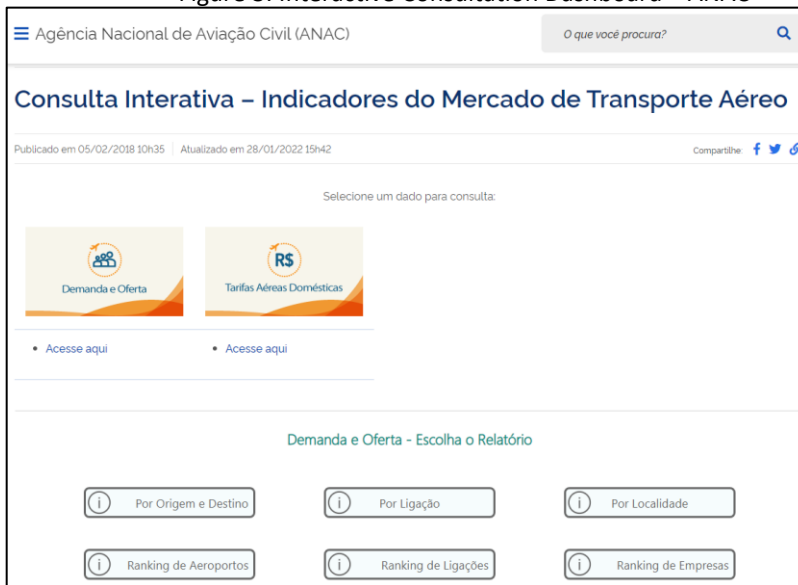 Agência Nacional de Aviação Civil (ANAC)
O que você procura?
Consulta Interativa – Indicadores do Mercado de Transporte Aéreo
Publicado em 05/02/2018 10h35 | Atualizado em 28/01/2022 15h42
Compartilhe:
Selecione um dado para consulta:
Demanda e Oferta
R$
Tarifas Aéreas Domésticas
• Acesse aqui
• Acesse aqui
Demanda e Oferta - Escolha o Relatório
i Por Origem e Destino
i Por Ligação
i Por Localidade
i Ranking de Aeroportos
i Ranking de Ligações
i Ranking de Empresas